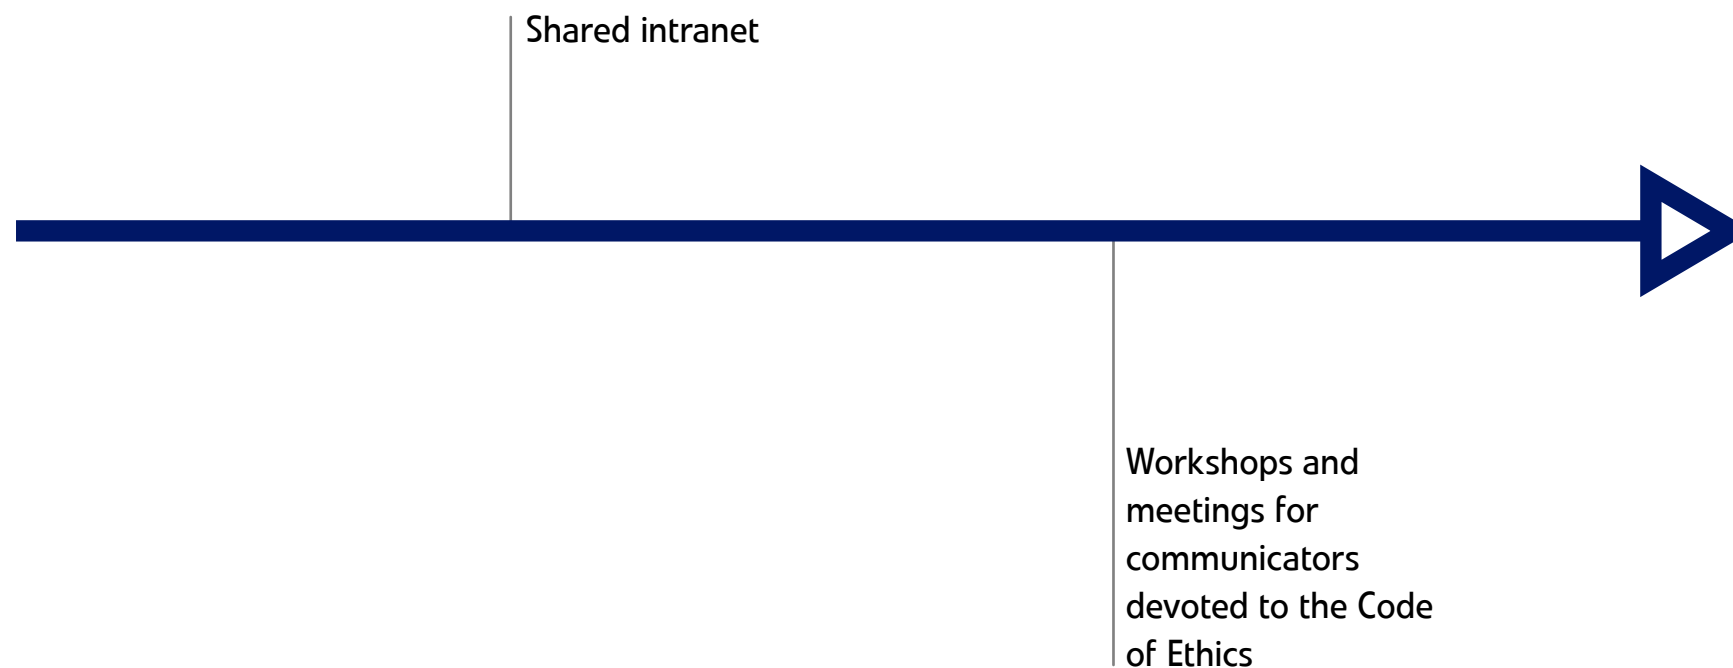 Shared intranet
Workshops and
meetings for
communicators
devoted to the Code
of Ethics